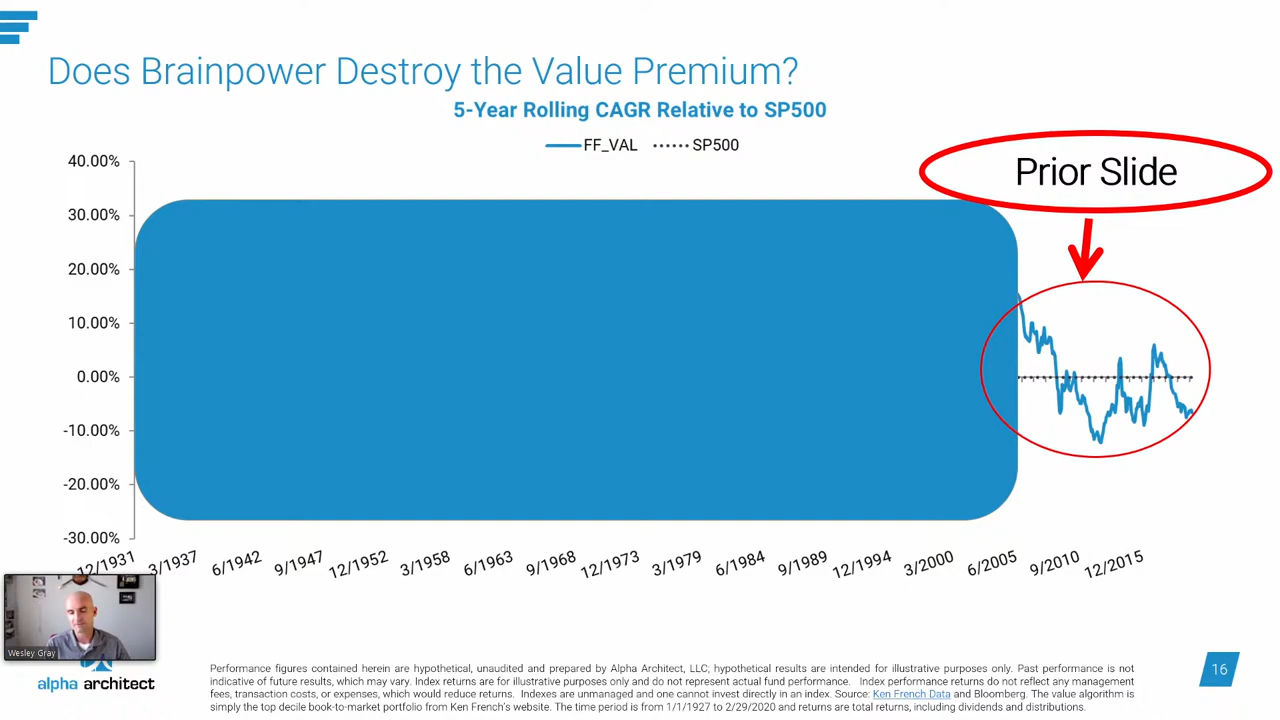 Does Brainpower Destroy the Value Premium?
5-Year Rolling CAGR Relative to SP500
FF_VAL SP500
Prior Slide
40.00%
30.00%
20.00%
10.00%
0.00%
-10.00%
-20.00%
-30.00%
12/1931 3/1937 6/1942 9/1947 12/1952 3/1958 6/1963 9/1968 12/1973 3/1979 6/1984 9/1989 12/1994 3/2000 6/2005 9/2010 12/2015
Wesley Gray
alpha architect
Performance figures contained herein are hypothetical, unaudited and prepared by Alpha Architect, LLC; hypothetical results are intended for illustrative purposes only. Past performance is not
indicative of future results, which may vary. Index returns are for illustrative purposes only and do not represent actual fund performance. Index performance returns do not reflect any management
fees, transaction costs, or expenses, which would reduce returns. Indexes are unmanaged and one cannot invest directly in an index. Source: Ken French Data and Bloomberg. The value algorithm is
simply the top decile book-to-market portfolio from Ken French's website. The time period is from 1/1/1927 to 2/29/2020 and returns are total returns, including dividends and distributions.
16